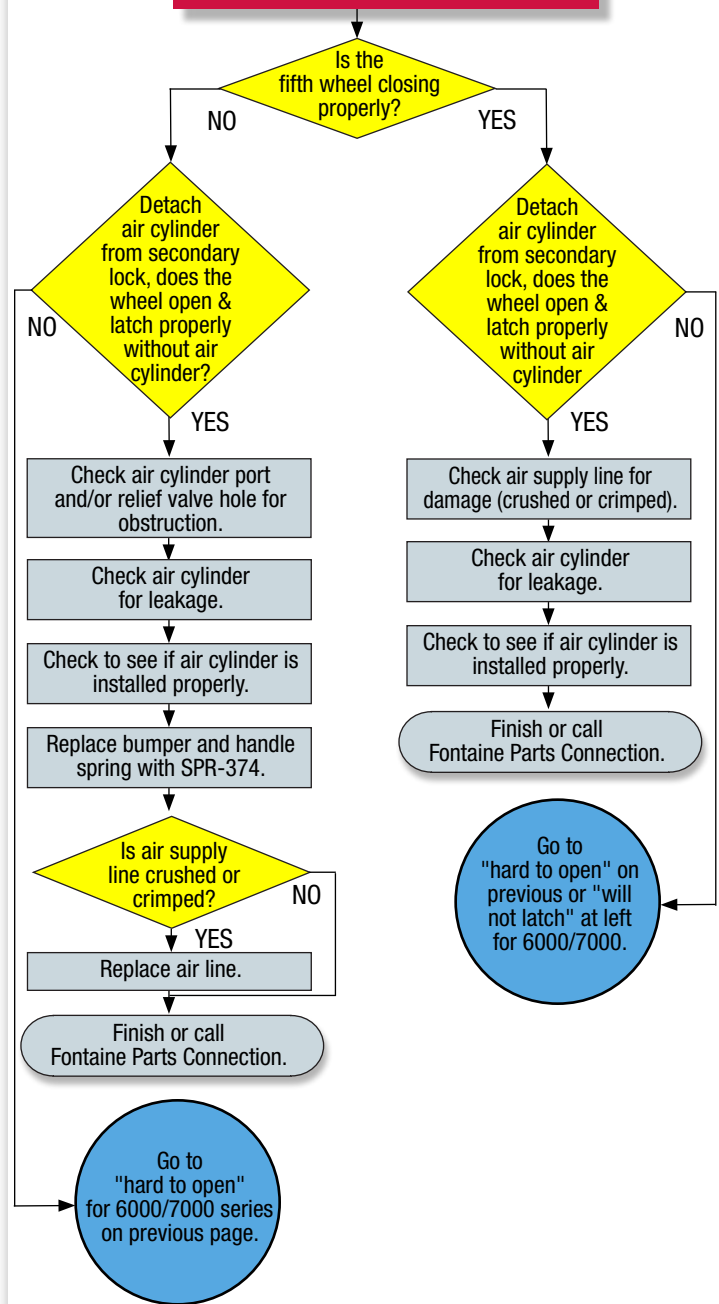 Is the
fifth wheel closing
properly?
NO
YES
Detach
air cylinder
from secondary
lock, does the
wheel open &
latch properly
without air
cylinder?
NO
YES
Check air cylinder port
and/or relief valve hole for
obstruction.
Check air cylinder
for leakage.
Check to see if air cylinder is
installed properly.
Replace bumper and handle
spring with SPR-374.
Is air supply
line crushed or
crimped?
NO
YES
Replace air line.
Finish or call
Fontaine Parts Connection.
Go to
"hard to open"
for 6000/7000 series
on previous page.
Detach
air cylinder
from secondary
lock, does the
wheel open &
latch properly
without air
cylinder
NO
YES
Check air supply line for
damage (crushed or crimped).
Check air cylinder
for leakage.
Check to see if air cylinder is
installed properly.
Finish or call
Fontaine Parts Connection.
Go to
"hard to open" on
previous or "will
not latch" at left
for 6000/7000.